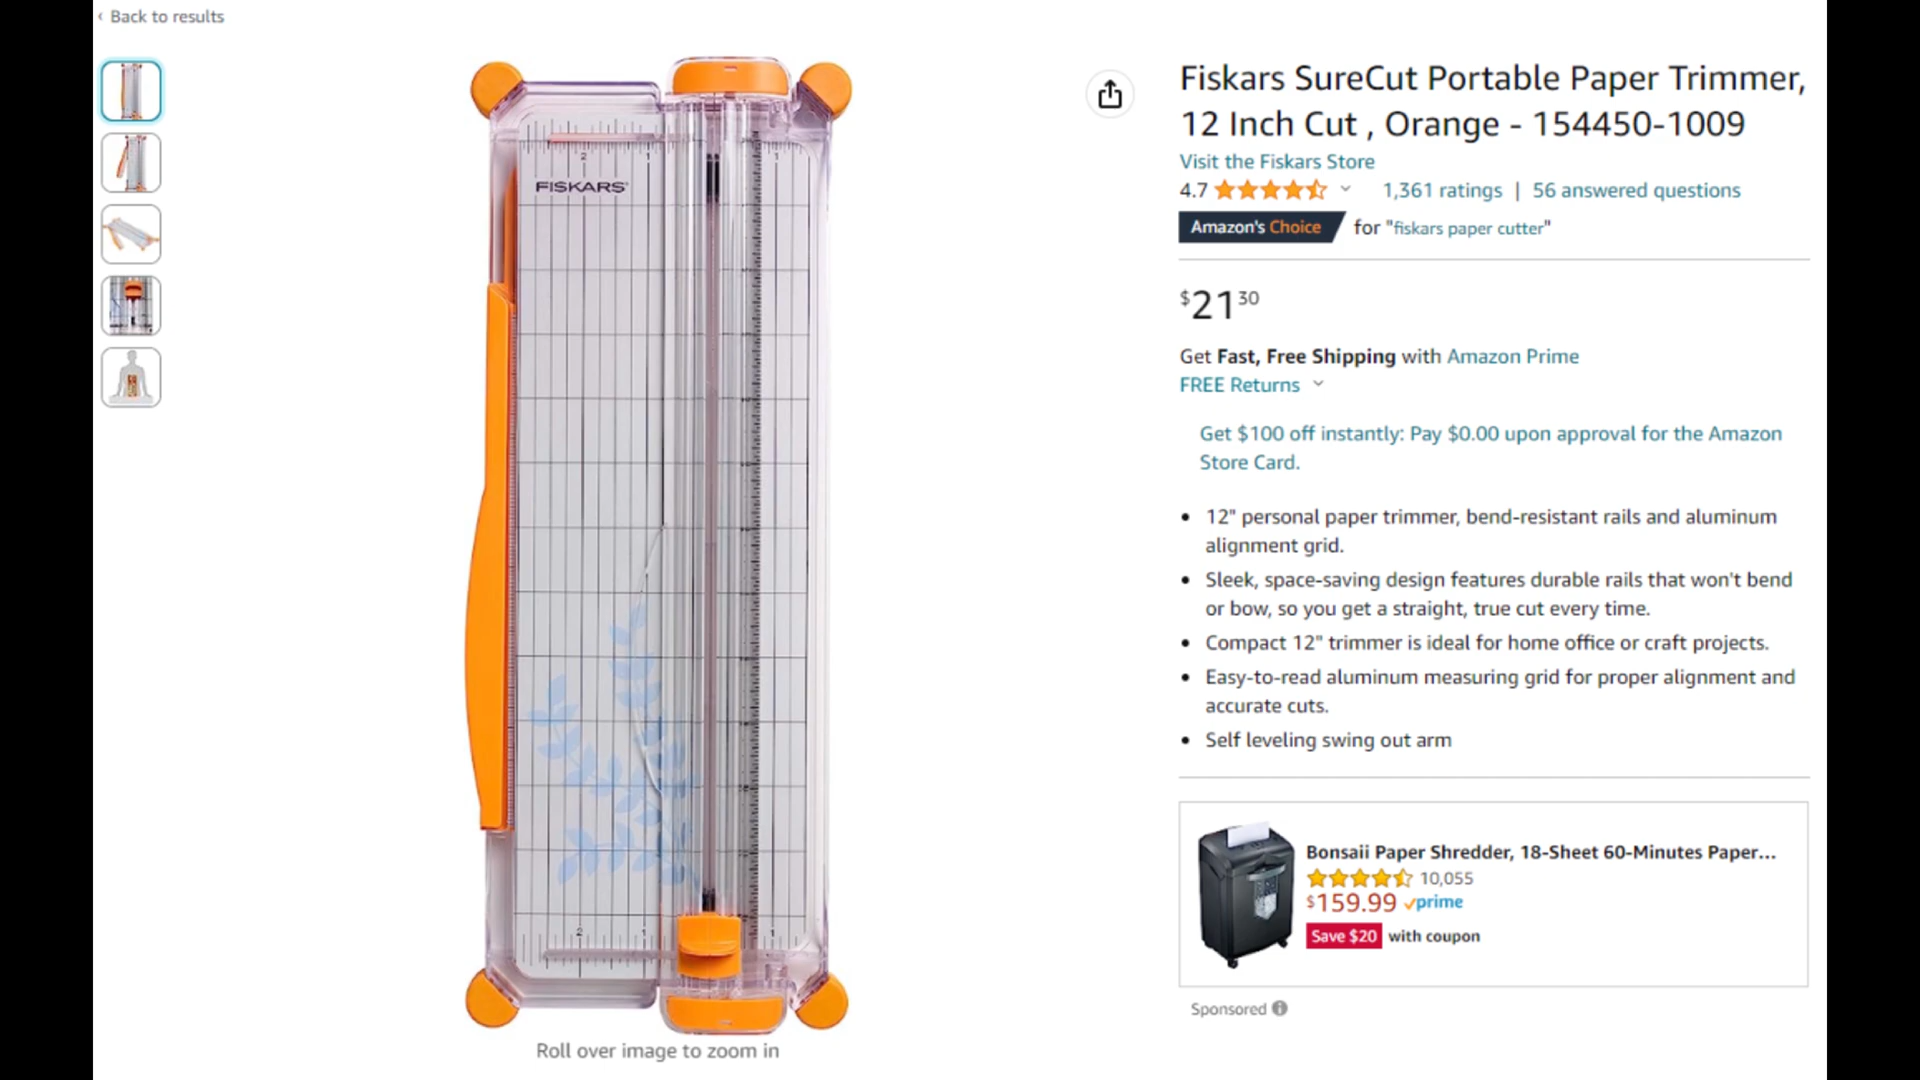 ‹ Back to results
FISKARS
2 1 1
2 1 1
Roll over image to zoom in
Fiskars SureCut Portable Paper Trimmer,
12 Inch Cut , Orange - 154450-1009
Visit the Fiskars Store
4.7 1,361 ratings | 56 answered questions
Amazon's Choice for "fiskars paper cutter"
$21 30
Get Fast, Free Shipping with Amazon Prime
FREE Returns
Get $100 off instantly: Pay $0.00 upon approval for the Amazon
Store Card.
• 12" personal paper trimmer, bend-resistant rails and aluminum
alignment grid.
• Sleek, space-saving design features durable rails that won't bend
or bow, so you get a straight, true cut every time.
• Compact 12" trimmer is ideal for home office or craft projects.
• Easy-to-read aluminum measuring grid for proper alignment and
accurate cuts.
• Self leveling swing out arm
Bonsaii Paper Shredder, 18-Sheet 60-Minutes Paper...
10,055
$159.99 prime
Save $20 with coupon
Sponsored